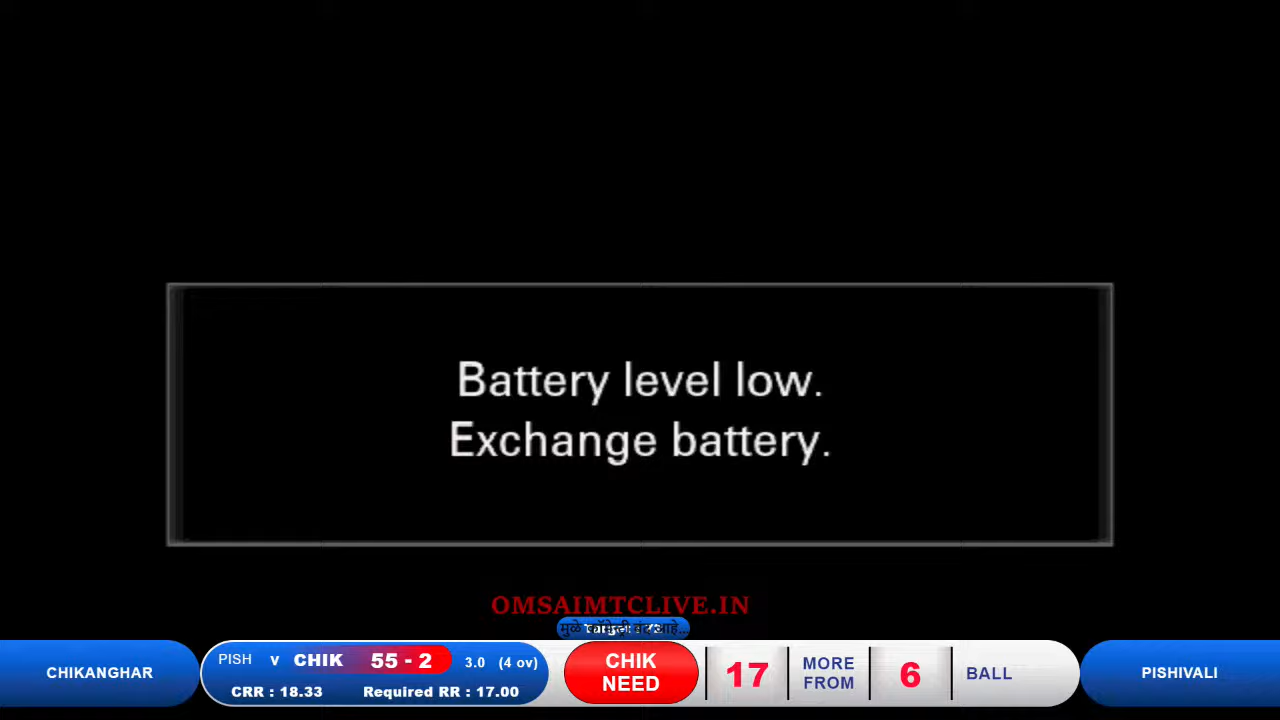 Battery level low.
Exchange battery.
OMSAIMTCLIVE.IN
CHIKANGHAR
PISH v CHIK 55 - 2 3.0 (4 ov)
CRR : 18.33 Required RR : 17.00
CHIK
NEED
17
MORE
FROM
6
BALL
PISHIVALI